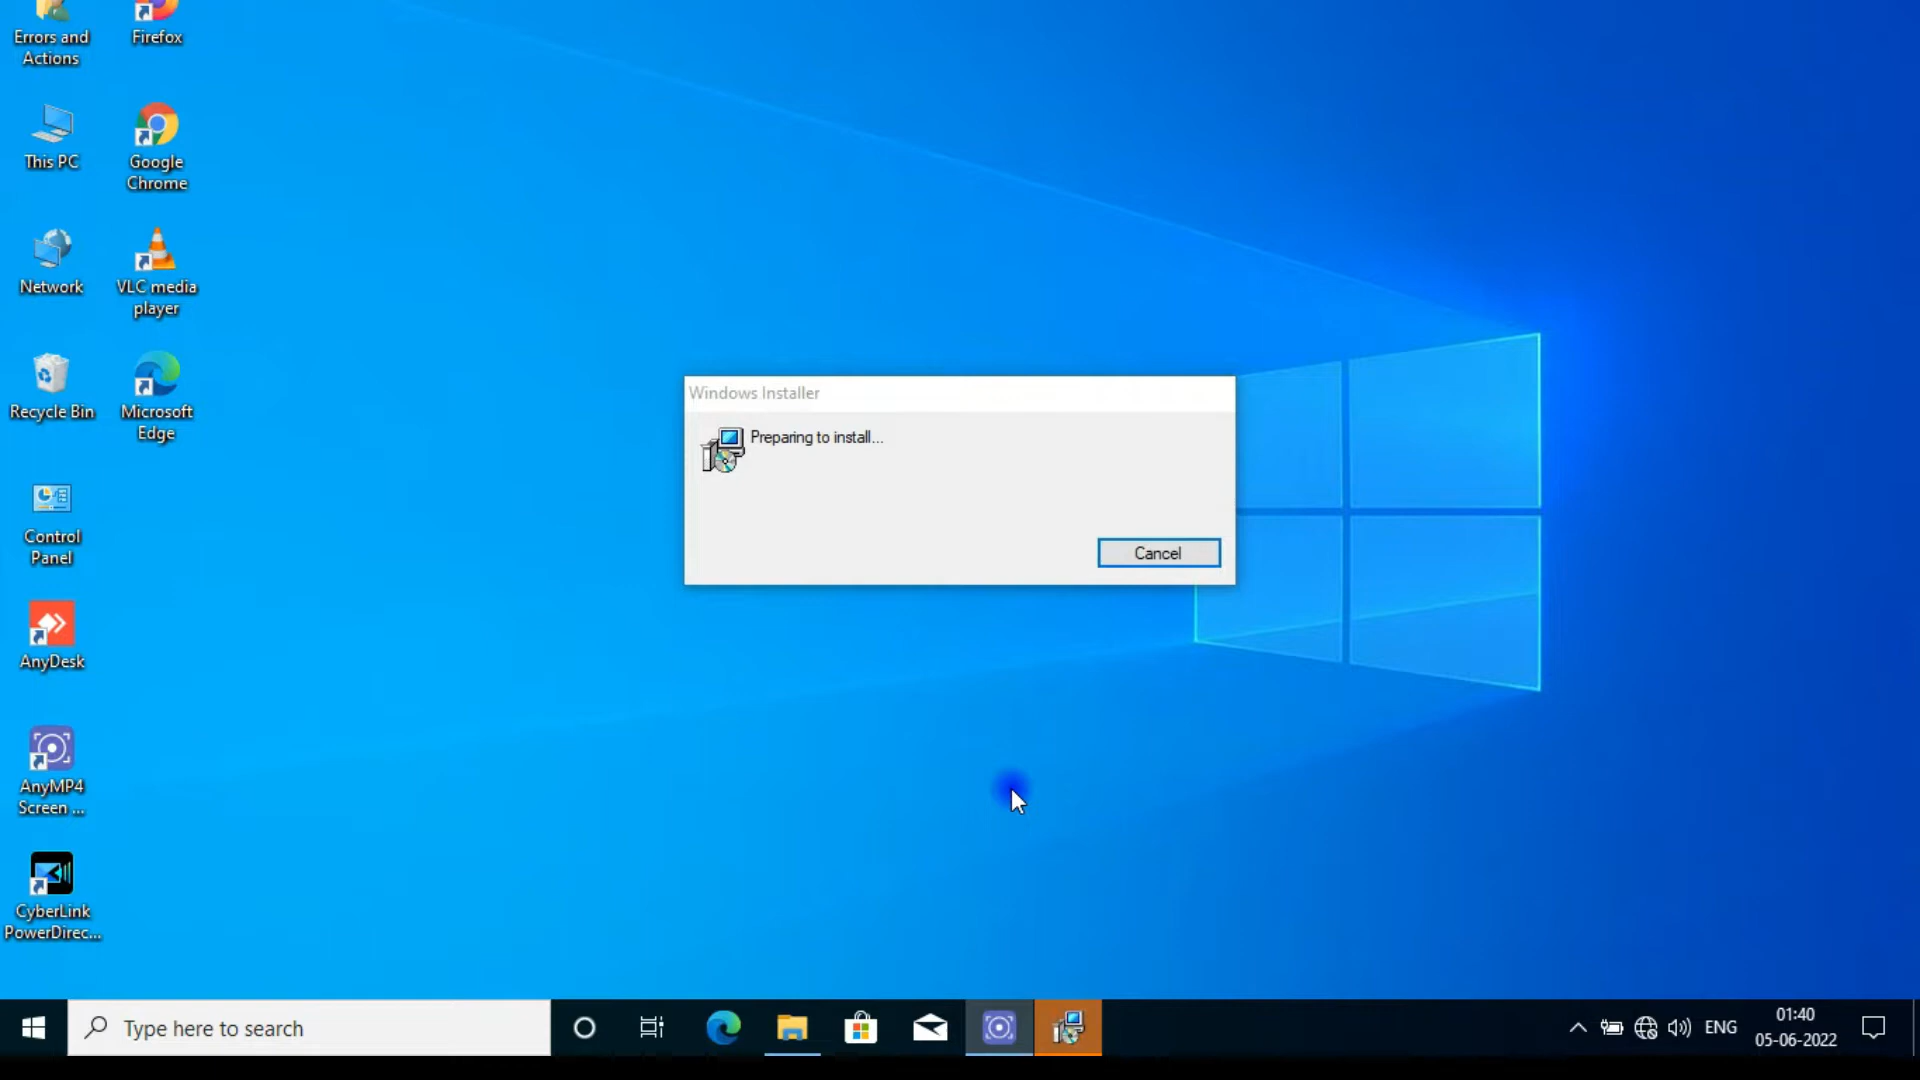 Errors and
Actions
Firefox
This PC
Google
Chrome
Network
VLC media
player
Recycle Bin
Microsoft
Edge
Control
Panel
AnyDesk
AnyMP4
Screen ...
CyberLink
PowerDirec...
Windows Installer
Preparing to install...
Cancel
Type here to search
ENG
01:40
05-06-2022